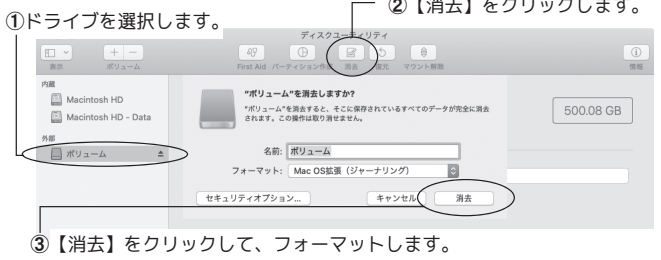 ②【消去】をクリックします。
①ドライブを選択します。
ディスクユーティリティ
表示
ボリューム
First Aid
パーティション作成
消去
復元
マウント解除
情報
内蔵
Macintosh HD
Macintosh HD - Data
外部
ボリューム
"ボリューム"を消去しますか?
"ボリューム"を消去すると、そこに保存されているすべてのデータが完全に消去
されます。この操作は取り消せません。
名前: ボリューム
フォーマット: Mac OS拡張（ジャーナリング）
セキュリティオプション...
キャンセル
消去
500.08 GB
③【消去】をクリックして、フォーマットします。